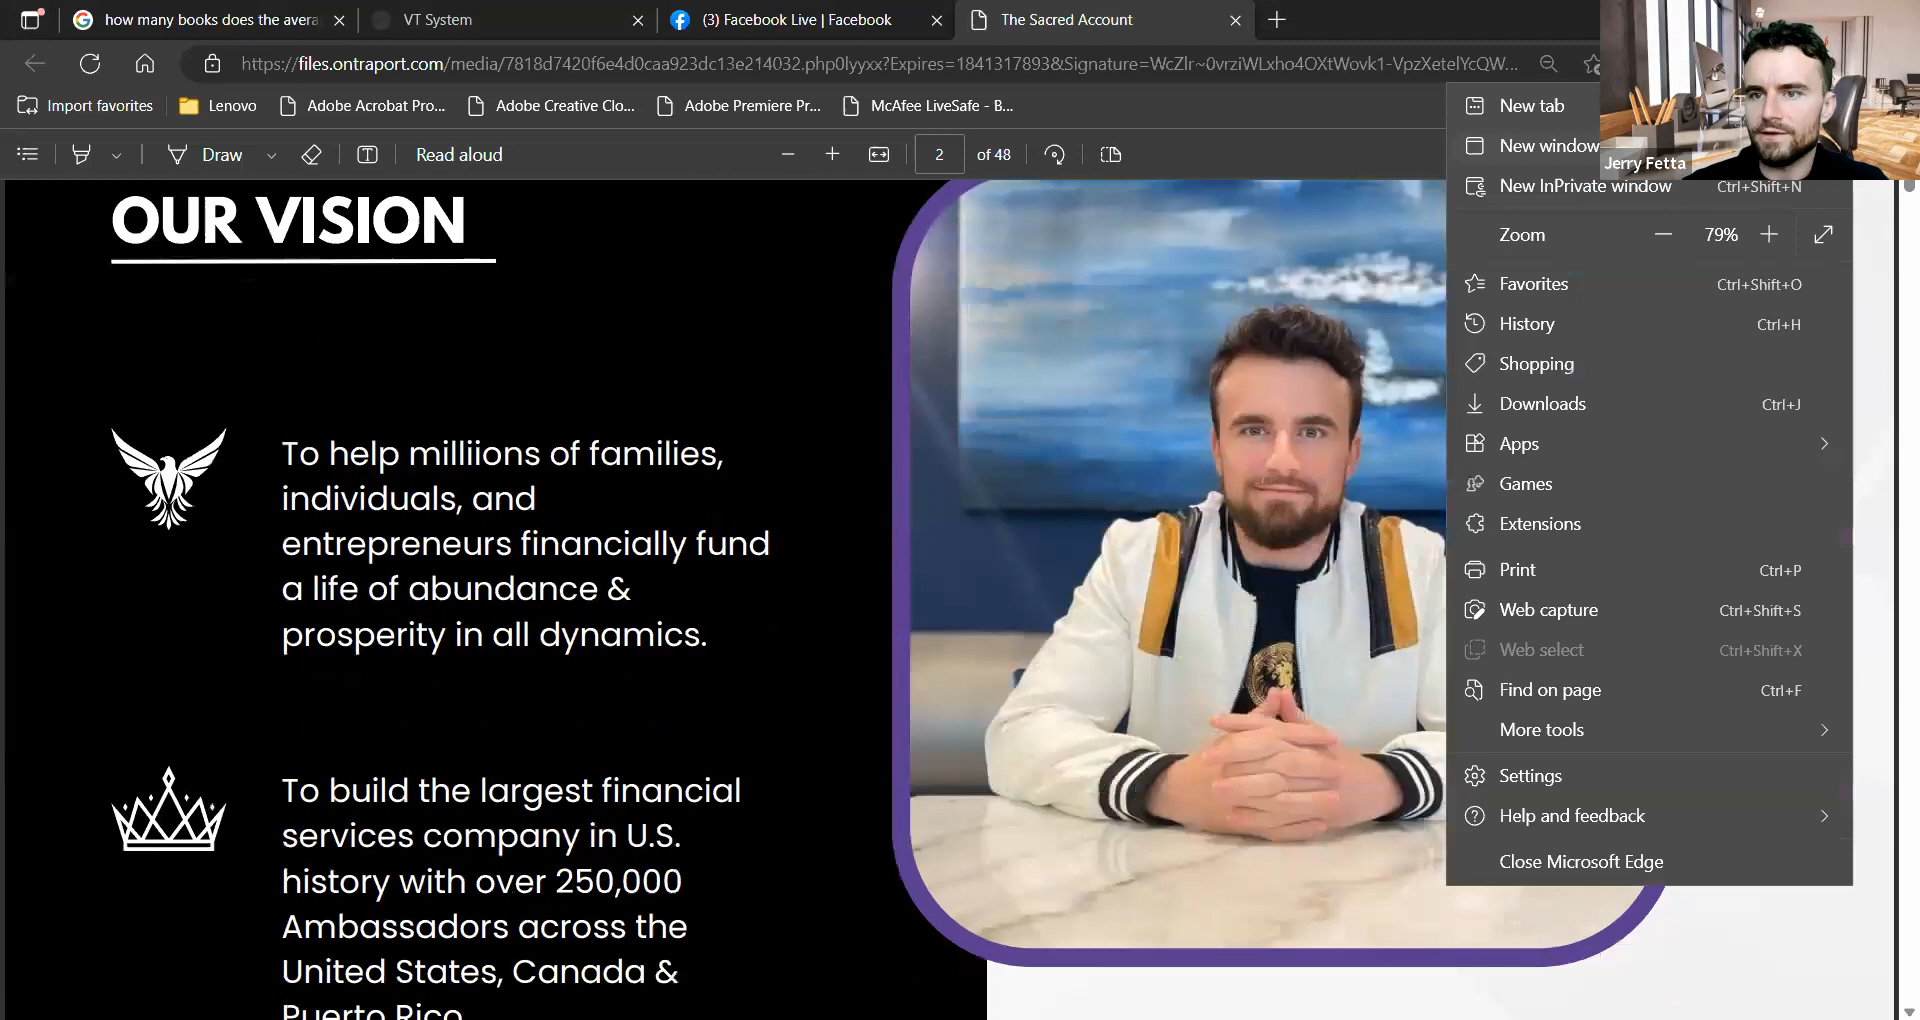 how many books does the avera
VT System
(3) Facebook Live | Facebook
The Sacred Account
https://files.ontraport.com/media/7818d7420f6e4d0caa923dc13e214032.php0lyyxx?Expires=1841317893&Signature=WcZlr~0vrziWLxho4OXtWovk1-VpzXetelYcQW...
Import favorites
Lenovo
Adobe Acrobat Pro...
Adobe Creative Clo...
Adobe Premiere Pr...
McAfee LiveSafe - B...
Draw
Read aloud
2 of 48
OUR VISION
To help milliions of families,
individuals, and
entrepreneurs financially fund
a life of abundance &
prosperity in all dynamics.
To build the largest financial
services company in U.S.
history with over 250,000
Ambassadors across the
United States, Canada &
Puerto Rico
New tab
New window
New InPrivate window Ctrl+Shift+N
Zoom 79%
Favorites Ctrl+Shift+O
History Ctrl+H
Shopping
Downloads Ctrl+J
Apps
Games
Extensions
Print Ctrl+P
Web capture Ctrl+Shift+S
Web select Ctrl+Shift+X
Find on page Ctrl+F
More tools
Settings
Help and feedback
Close Microsoft Edge
Jerry Fetta